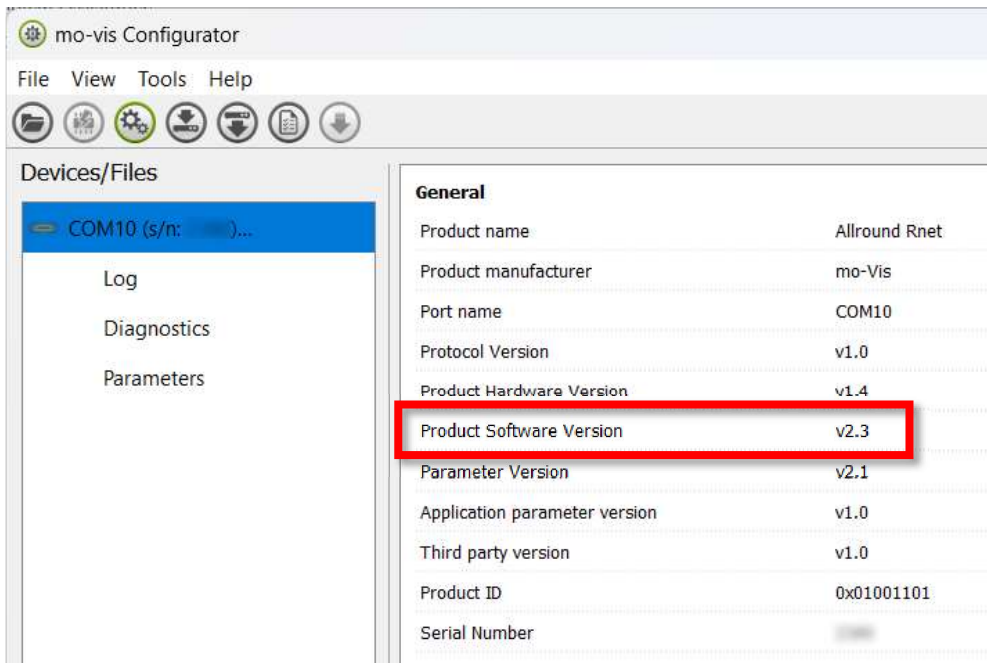 mo-vis Configurator
File View Tools Help
Devices/Files
COM10 (s/n: )...
Log
Diagnostics
Parameters
General
Product name Allround Rnet
Product manufacturer mo-Vis
Port name COM10
Protocol Version v1.0
Product Hardware Version v1.4
Product Software Version v2.3
Parameter Version v2.1
Application parameter version v1.0
Third party version v1.0
Product ID 0x01001101
Serial Number